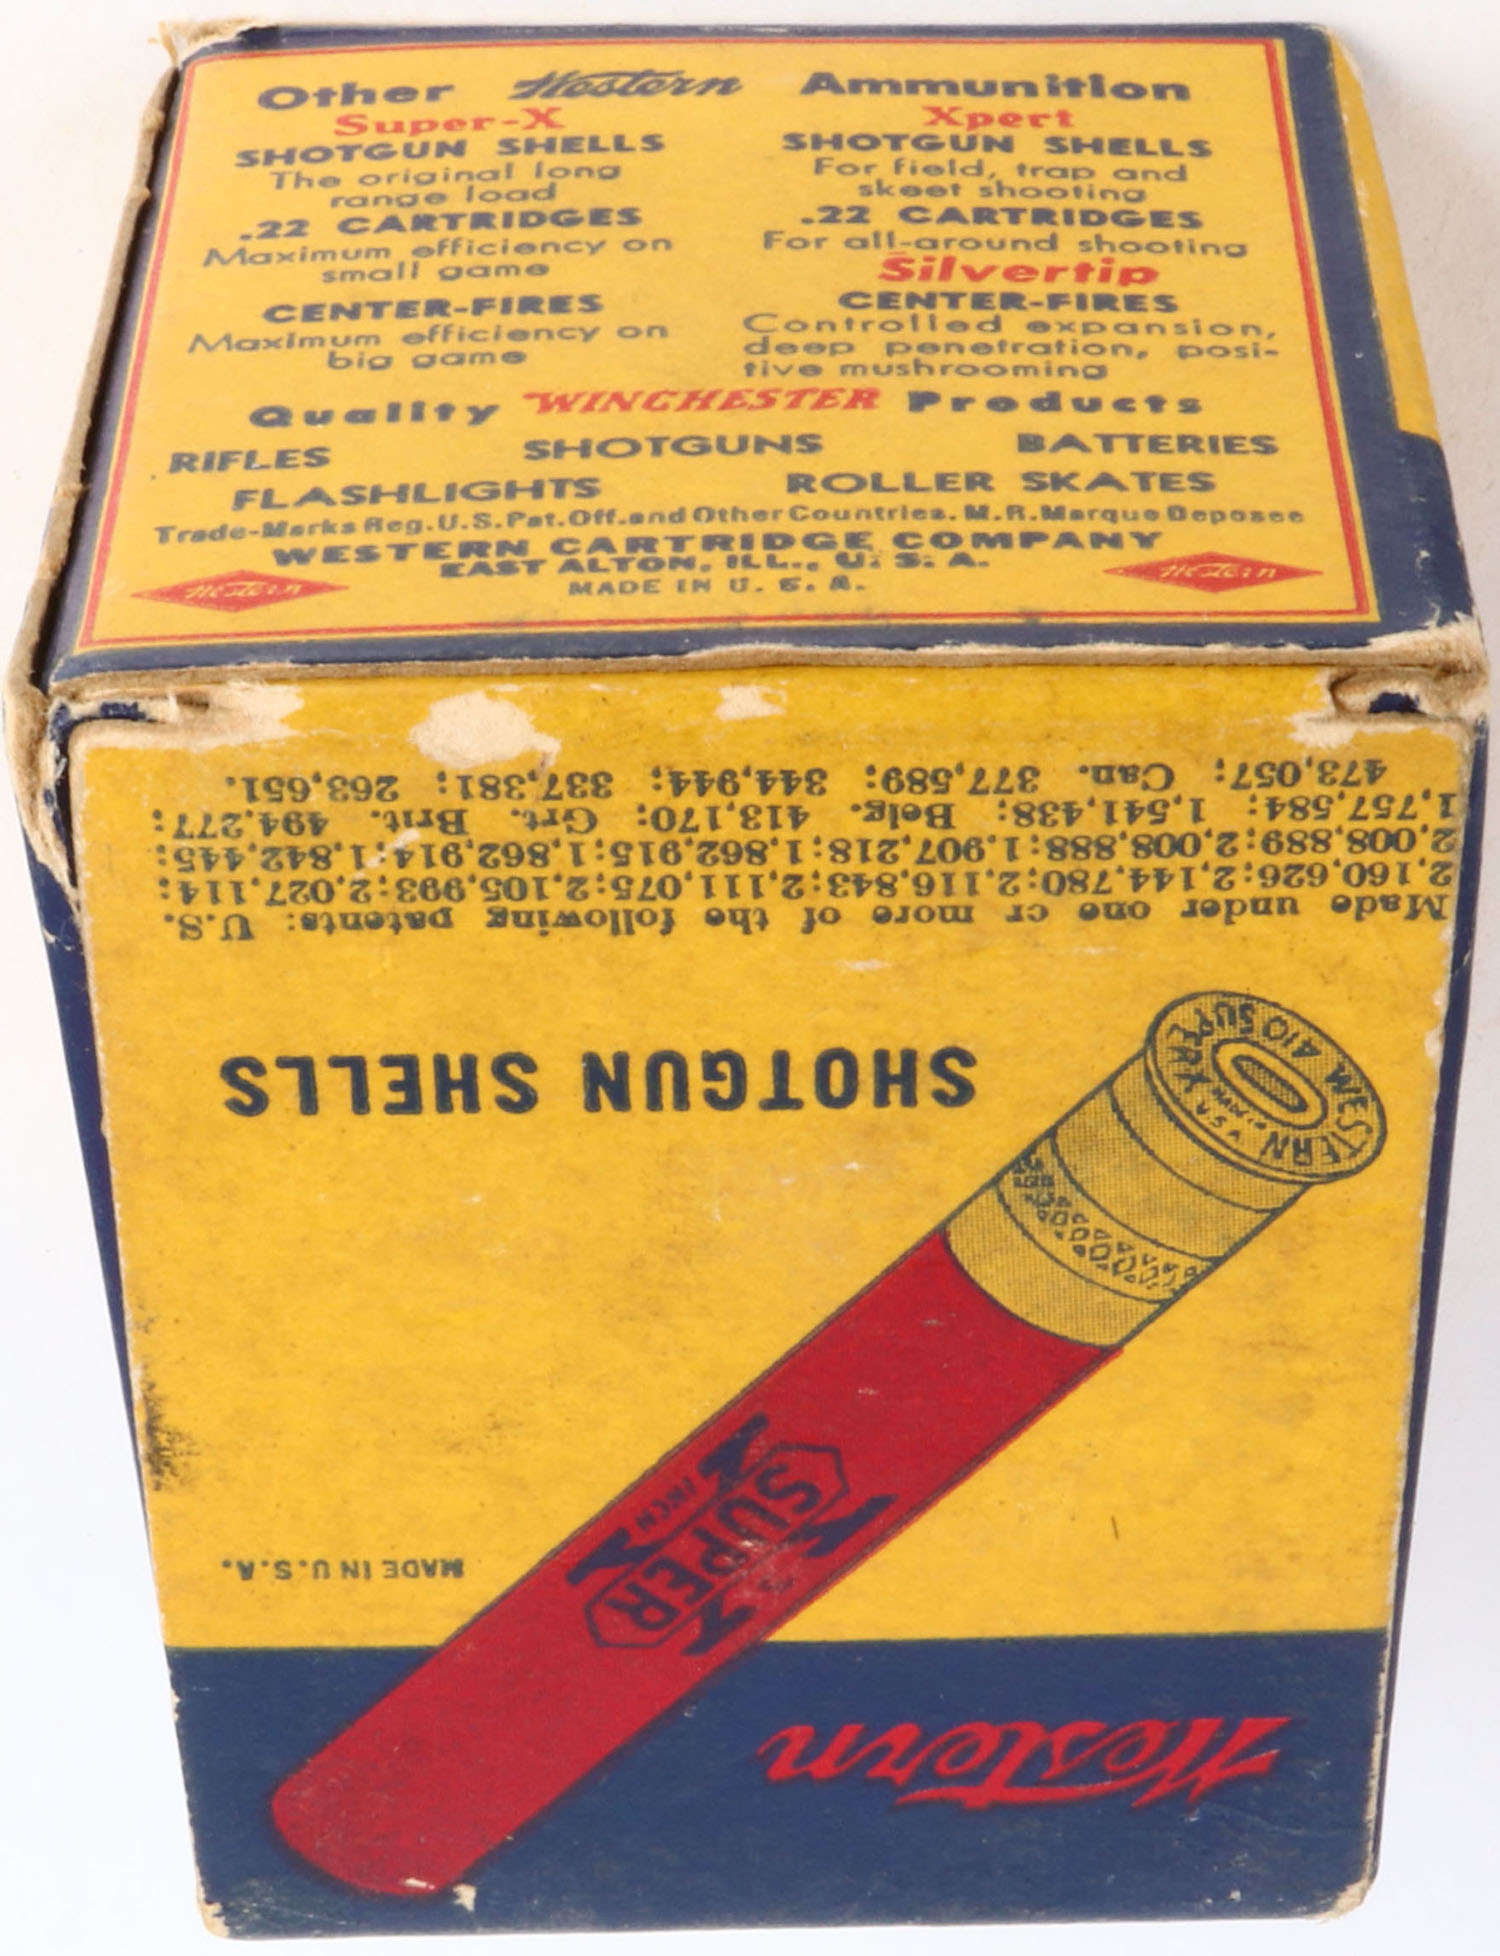 Other Western Ammunition
Super-X
SHOTGUN SHELLS
The original long
range load
.22 CARTRIDGES
Maximum efficiency on
small game
CENTER-FIRES
Maximum efficiency on
big game
Xpert
SHOTGUN SHELLS
For field, trap and
skeet shooting
.22 CARTRIDGES
For all-around shooting
Silvertip
CENTER-FIRES
Controlled expansion,
deep penetration, posi-
tive mushrooming
Quality WINCHESTER Products
RIFLES SHOTGUNS BATTERIES
FLASHLIGHTS ROLLER SKATES
Trade-Marks Reg. U.S. Pat. Off. and Other Countries. M.R. Marque Deposee
WESTERN CARTRIDGE COMPANY
EAST ALTON, ILL., U. S. A.
MADE IN U. S. A.
Western
Western
Western
MADE IN U.S.A.
SUPER X
INCH
SHOTGUN SHELLS
WESTERN
410 SUPER X
MADE IN U.S.A.
Made under one or more of the following patents: U.S.
2,160,626; 2,144,780; 2,116,843; 2,111,075; 2,105,993; 2,027,114;
2,008,889; 2,008,888; 1,907,218; 1,862,915; 1,862,914; 1,842,445;
1,757,584; 1,541,438; Belg. 413,170; Grt. Brit. 494,277;
473,057; Can. 377,589; 344,944; 337,381; 263,651.